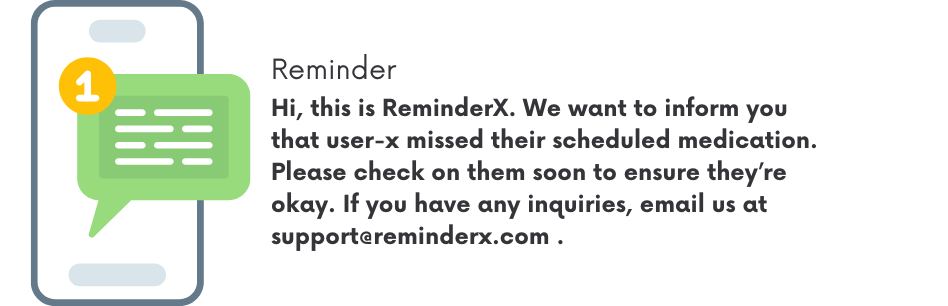 1
Reminder
Hi, this is ReminderX. We want to inform you
that user-x missed their scheduled medication.
Please check on them soon to ensure they’re
okay. If you have any inquiries, email us at
support@reminderx.com .